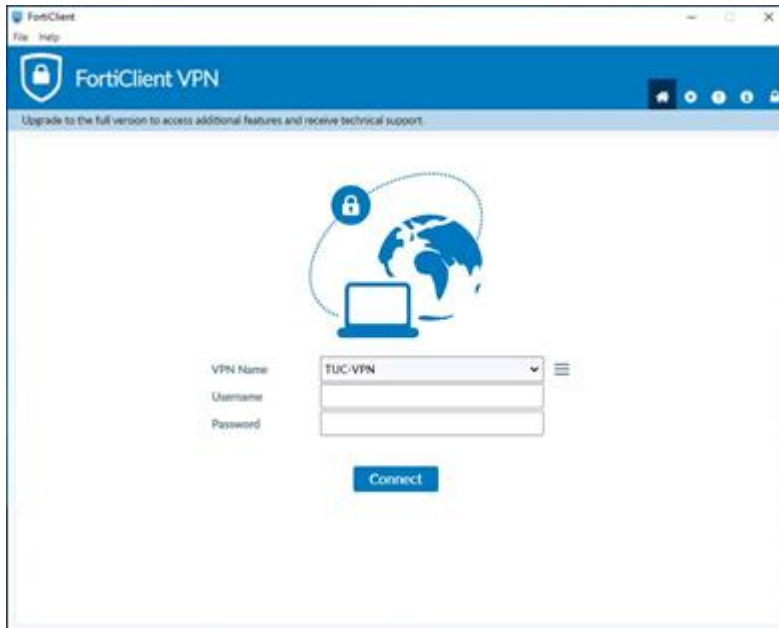 FortiClient
File Help
FortiClient VPN
Upgrade to the full version to access additional features and receive technical support.
VPN Name TUC-VPN
Username
Password
Connect